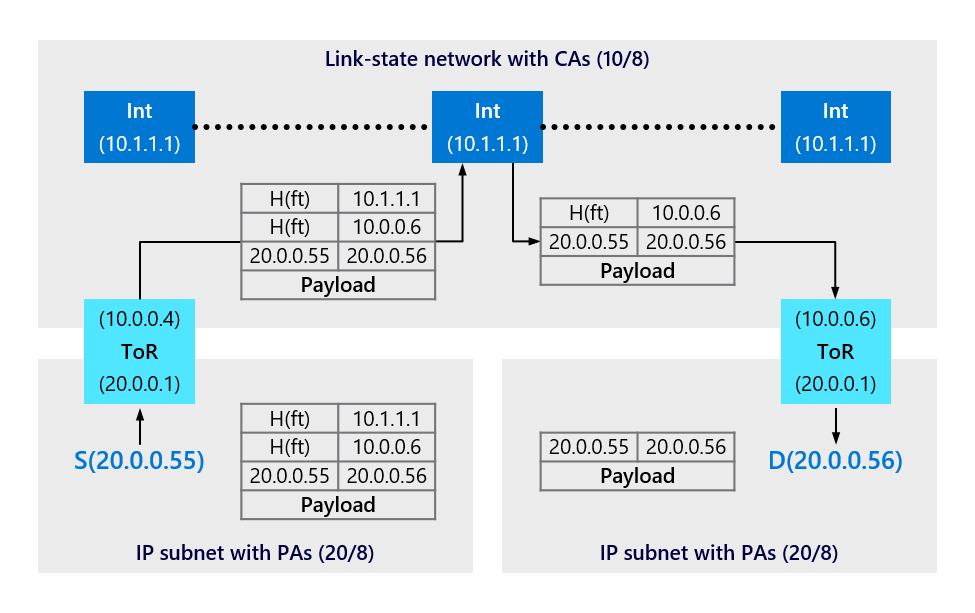 Link-state network with CAs (10/8)
Int
(10.1.1.1)
Int
(10.1.1.1)
Int
(10.1.1.1)
H(ft) 10.1.1.1
H(ft) 10.0.0.6
20.0.0.55 20.0.0.56
Payload
H(ft) 10.0.0.6
20.0.0.55 20.0.0.56
Payload
(10.0.0.4)
ToR
(20.0.0.1)
(10.0.0.6)
ToR
(20.0.0.1)
S(20.0.0.55)
H(ft) 10.1.1.1
H(ft) 10.0.0.6
20.0.0.55 20.0.0.56
Payload
IP subnet with PAs (20/8)
20.0.0.55 20.0.0.56
Payload
D(20.0.0.56)
IP subnet with PAs (20/8)